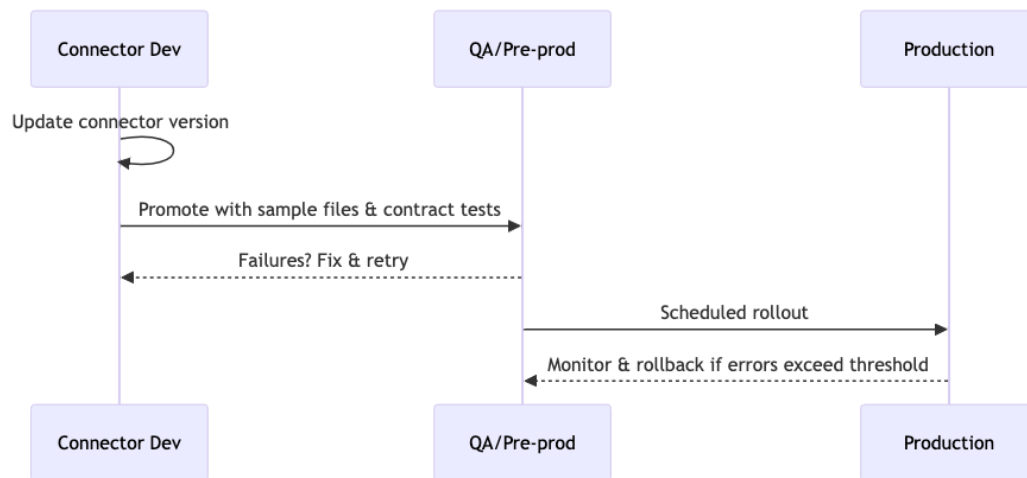 Connector Dev
QA/Pre-prod
Production
Update connector version
Promote with sample files & contract tests
Failures? Fix & retry
Scheduled rollout
Monitor & rollback if errors exceed threshold
Connector Dev
QA/Pre-prod
Production